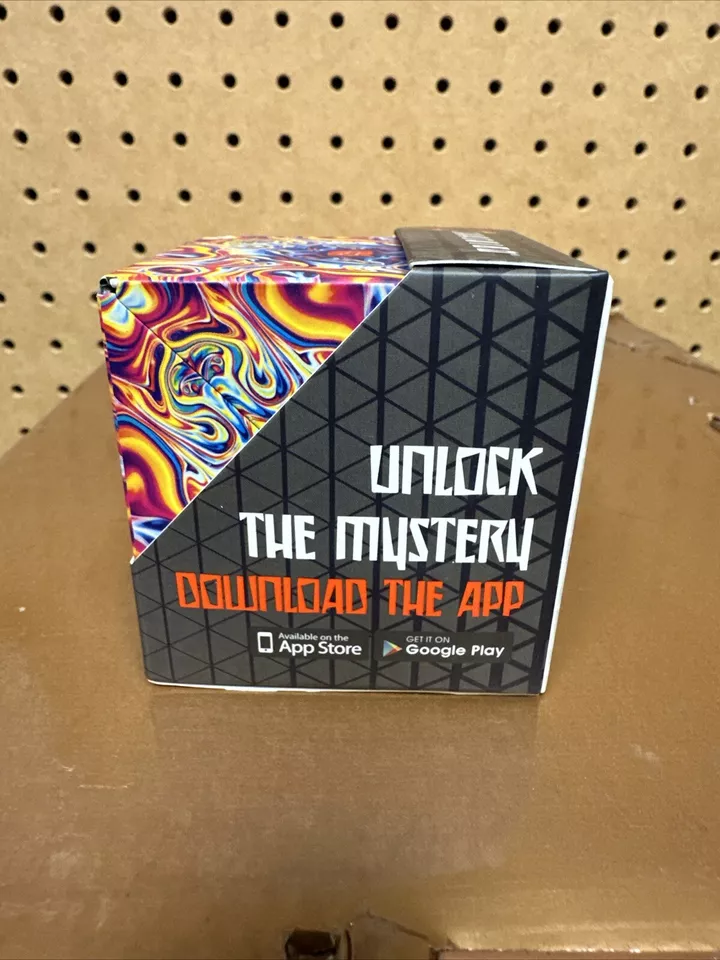 UNLOCK
THE MYSTERY
DOWNLOAD THE APP
Available on the
App Store
GET IT ON
Google Play